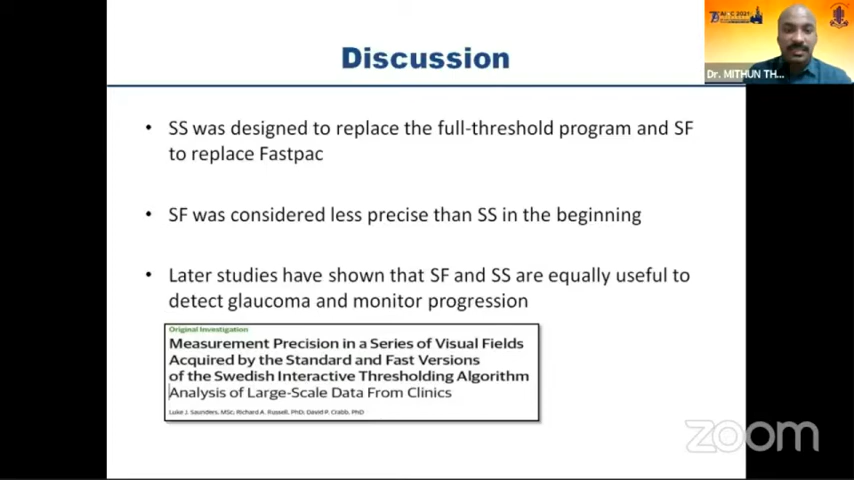 Discussion
AIOC 2021
Dr. MITHUN TH...
• SS was designed to replace the full-threshold program and SF
to replace Fastpac
• SF was considered less precise than SS in the beginning
• Later studies have shown that SF and SS are equally useful to
detect glaucoma and monitor progression
Original Investigation
Measurement Precision in a Series of Visual Fields
Acquired by the Standard and Fast Versions
of the Swedish Interactive Thresholding Algorithm
Analysis of Large-Scale Data From Clinics
Luke J. Saunders, MSc; Richard A. Russell, PhD; David P. Crabb, PhD
zoom